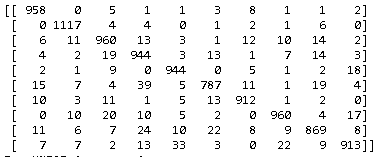 [[ 958 0 5 1 1 3 8 1 1 2]
[ 0 1117 4 4 0 1 2 1 6 0]
[ 6 11 960 13 3 1 12 10 14 2]
[ 4 2 19 944 3 13 1 7 14 3]
[ 2 1 9 0 944 0 5 1 2 18]
[ 15 7 4 39 5 787 11 1 19 4]
[ 10 3 11 1 5 13 912 1 2 0]
[ 0 10 20 10 5 2 0 960 4 17]
[ 11 6 7 24 10 22 8 9 869 8]
[ 7 7 2 13 33 3 0 22 9 913]]